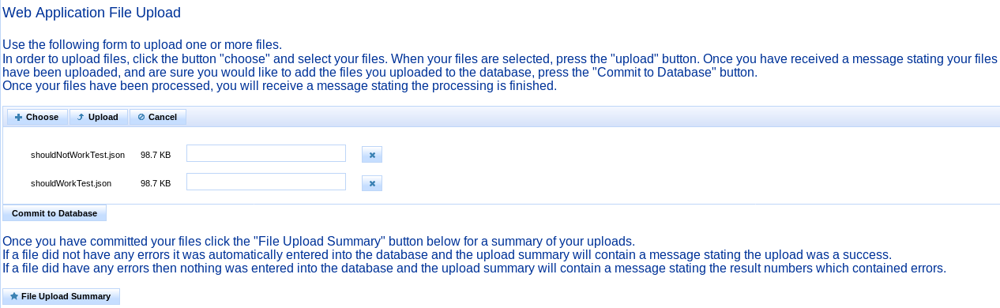 Web Application File Upload
Use the following form to upload one or more files.
In order to upload files, click the button "choose" and select your files. When your files are selected, press the "upload" button. Once you have received a message stating your files
have been uploaded, and are sure you would like to add the files you uploaded to the database, press the "Commit to Database" button.
Once your files have been processed, you will receive a message stating the processing is finished.
Choose Upload Cancel
shouldNotWorkTest.json 98.7 KB
shouldWorkTest.json 98.7 KB
Commit to Database
Once you have committed your files click the "File Upload Summary" button below for a summary of your uploads.
If a file did not have any errors it was automatically entered into the database and the upload summary will contain a message stating the upload was a success.
If a file did have any errors then nothing was entered into the database and the upload summary will contain a message stating the result numbers which contained errors.
File Upload Summary